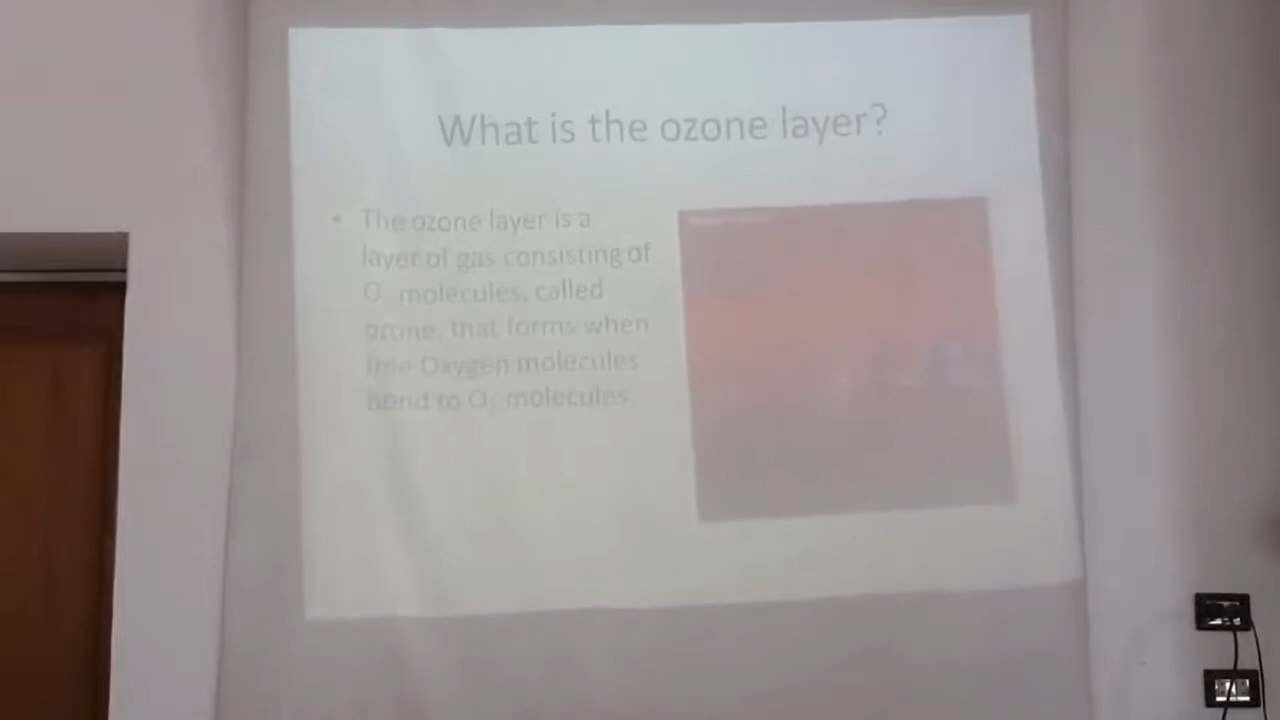 What is the ozone layer?
• The ozone layer is a
layer of gas consisting of
O molecules, called
ozone, that forms when
free Oxygen molecules
bond to O₂ molecules.